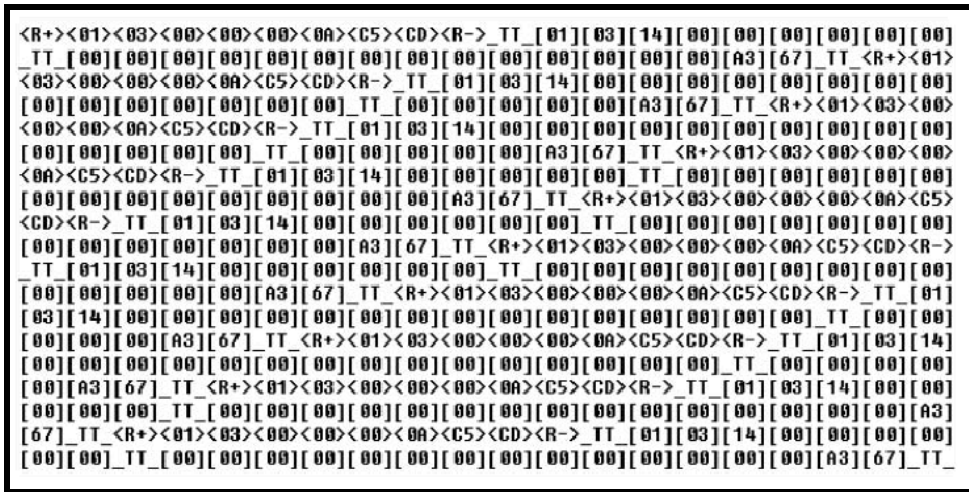 <R+><01><03><00><00><00><0A><C5><CD><R->_TT_[01][03][14][00][00][00][00][00][00]
_TT_[00][00][00][00][00][00][00][00][00][00][00][00][00][00][A3][67]_TT_<R+><01>
<03><00><00><00><0A><C5><CD><R->_TT_[01][03][14][00][00][00][00][00][00][00][00]
[00][00][00][00][00][00][00]_TT_[00][00][00][00][00][A3][67]_TT_<R+><01><03><00>
<00><00><0A><C5><CD><R->_TT_[01][03][14][00][00][00][00][00][00][00][00][00][00]
[00][00][00][00][00]_TT_[00][00][00][00][00][A3][67]_TT_<R+><01><03><00><00><00>
<0A><C5><CD><R->_TT_[01][03][14][00][00][00][00][00]_TT_[00][00][00][00][00][00]
[00][00][00][00][00][00][00][00][00][A3][67]_TT_<R+><01><03><00><00><00><0A><C5>
<CD><R->_TT_[01][03][14][00][00][00][00][00][00]_TT_[00][00][00][00][00][00][00]
[00][00][00][00][00][00][00][A3][67]_TT_<R+><01><03><00><00><00><0A><C5><CD><R->
_TT_[01][03][14][00][00][00][00][00][00]_TT_[00][00][00][00][00][00][00][00][00]
[00][00][00][00][00][A3][67]_TT_<R+><01><03><00><00><00><0A><C5><CD><R->_TT_[01]
[03][14][00][00][00][00][00][00][00][00][00][00][00][00][00][00][00]_TT_[00][00]
[00][00][00][A3][67]_TT_<R+><01><03><00><00><00><0A><C5><CD><R->_TT_[01][03][14]
[00][00][00][00][00][00][00][00][00][00][00][00][00][00][00]_TT_[00][00][00][00]
[00][A3][67]_TT_<R+><01><03><00><00><00><0A><C5><CD><R->_TT_[01][03][14][00][00]
[00][00][00]_TT_[00][00][00][00][00][00][00][00][00][00][00][00][00][00][00][A3]
[67]_TT_<R+><01><03><00><00><00><0A><C5><CD><R->_TT_[01][03][14][00][00][00][00]
[00][00]_TT_[00][00][00][00][00][00][00][00][00][00][00][00][00][00][A3][67]_TT_